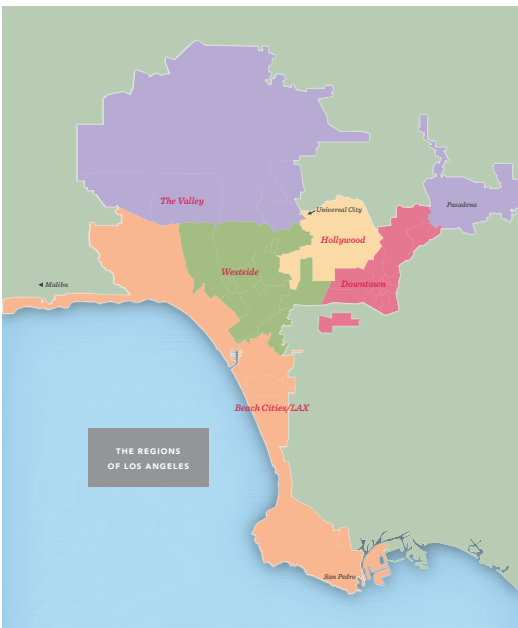 The Valley
Pasadena
Universal City
Hollywood
Westside
Downtown
◄ Malibu
Beach Cities/LAX
THE REGIONS
OF LOS ANGELES
San Pedro